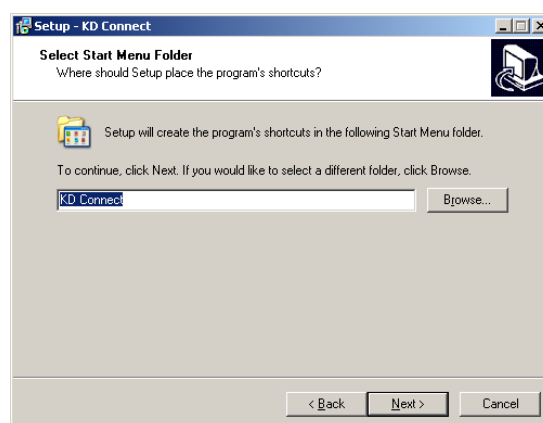 Setup - KD Connect
Select Start Menu Folder
Where should Setup place the program's shortcuts?
Setup will create the program's shortcuts in the following Start Menu folder.
To continue, click Next. If you would like to select a different folder, click Browse.
KD Connect
Browse...
< Back
Next >
Cancel